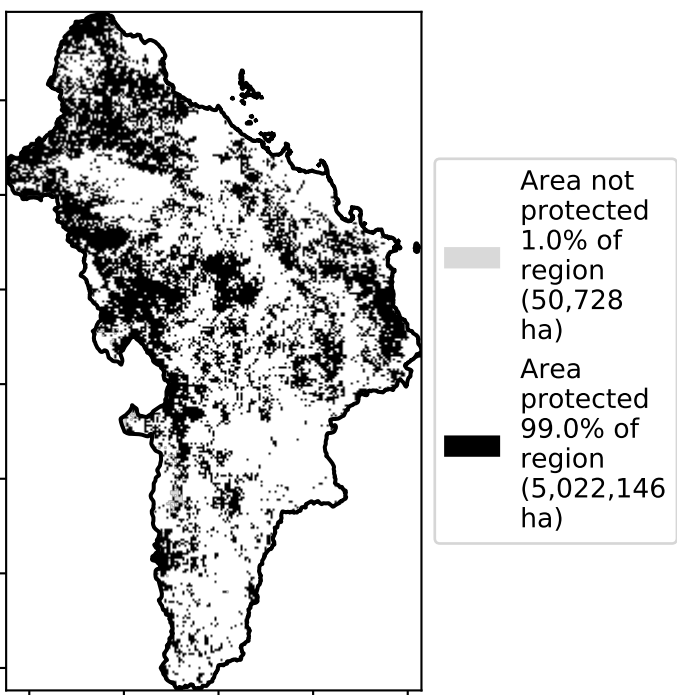 Area not
protected
1.0% of
region
(50,728
ha)
Area
protected
99.0% of
region
(5,022,146
ha)